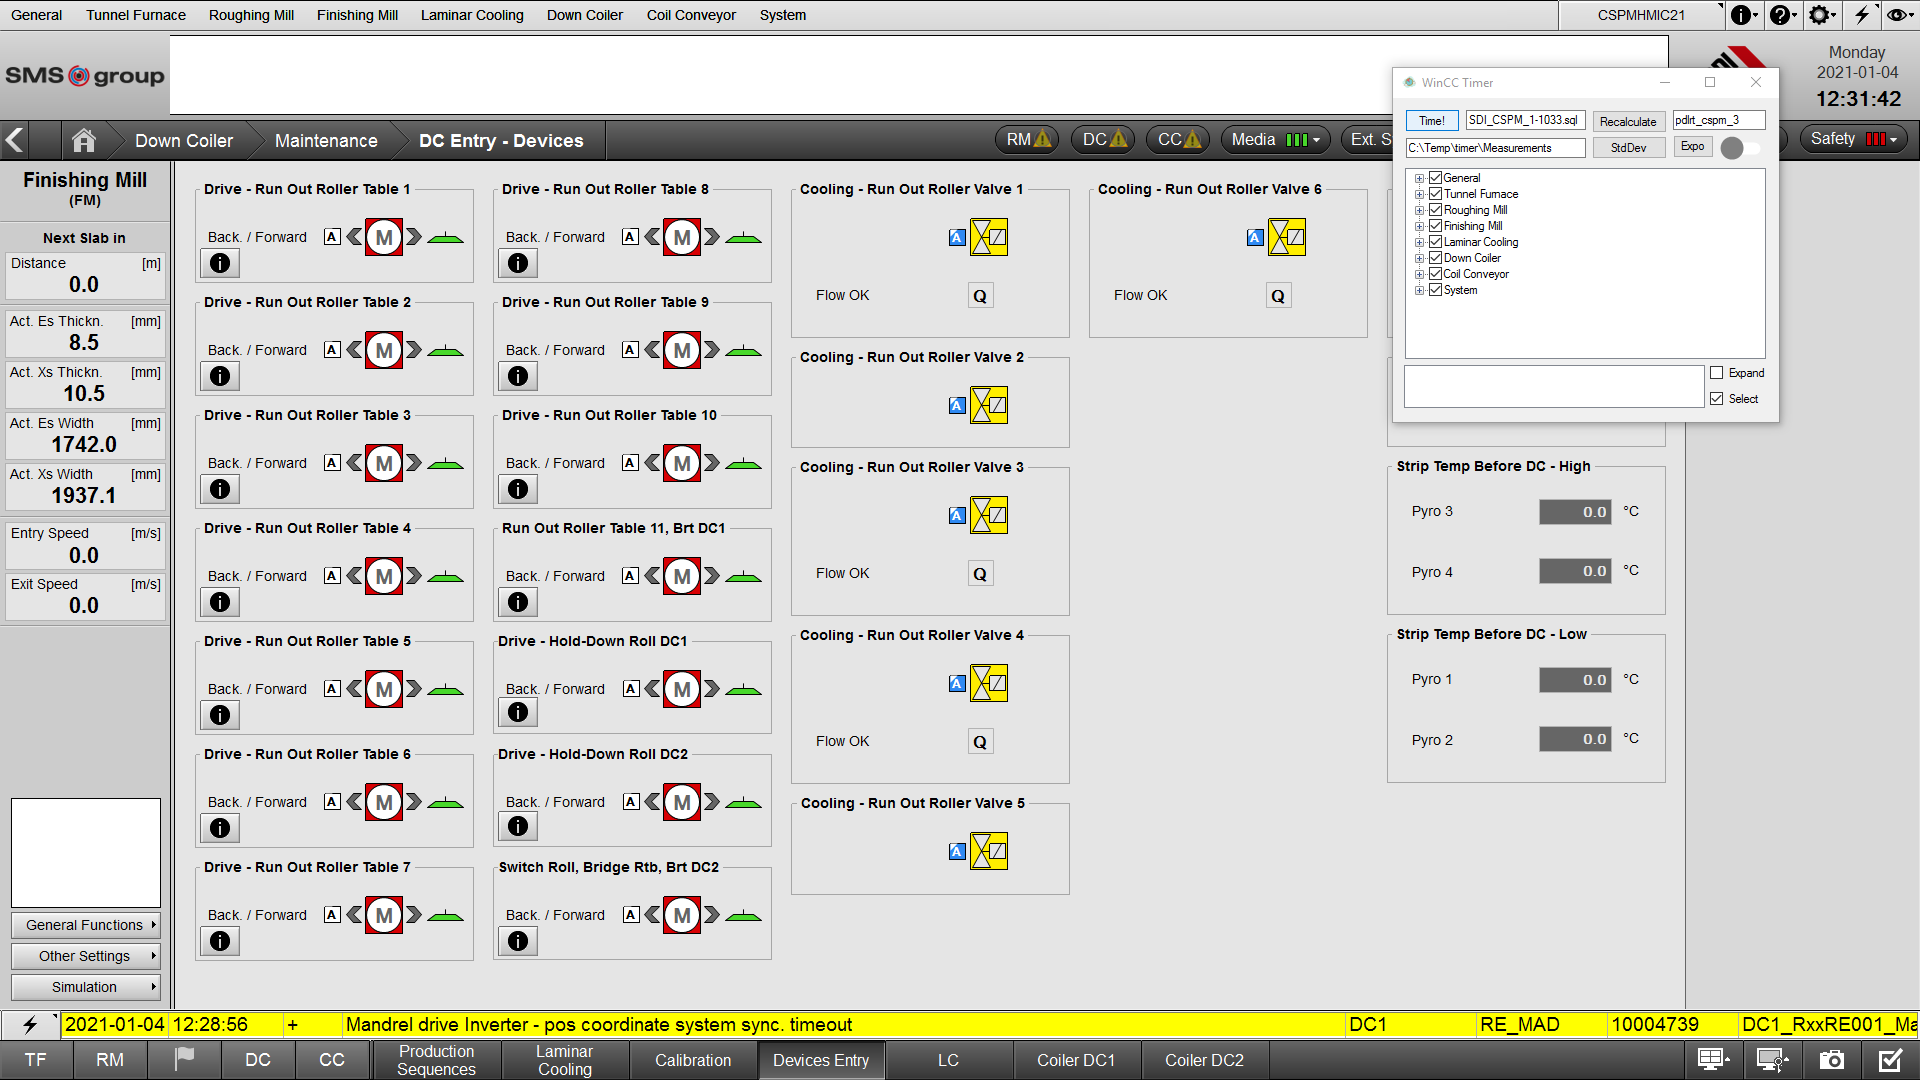 General Tunnel Furnace Roughing Mill Finishing Mill Laminar Cooling Down Coiler Coil Conveyor System CSPMHMIC21
SMS group
Monday
2021-01-04
12:31:42
Down Coiler Maintenance DC Entry - Devices RM DC CC Media Ext. S Safety
WinCC Timer
Time! SDI_CSPM_1-1033.sql Recalculate pdlrt_cspm_3
C:\Temp\timer\Measurements StdDev Expo
General
Tunnel Furnace
Roughing Mill
Finishing Mill
Laminar Cooling
Down Coiler
Coil Conveyor
System
Expand
Select
Finishing Mill
(FM)
Next Slab in
Distance [m]
0.0
Act. Es Thickn. [mm]
8.5
Act. Xs Thickn. [mm]
10.5
Act. Es Width [mm]
1742.0
Act. Xs Width [mm]
1937.1
Entry Speed [m/s]
0.0
Exit Speed [m/s]
0.0
General Functions
Other Settings
Simulation
Drive - Run Out Roller Table 1
Back. / Forward A M
Drive - Run Out Roller Table 2
Back. / Forward A M
Drive - Run Out Roller Table 3
Back. / Forward A M
Drive - Run Out Roller Table 4
Back. / Forward A M
Drive - Run Out Roller Table 5
Back. / Forward A M
Drive - Run Out Roller Table 6
Back. / Forward A M
Drive - Run Out Roller Table 7
Back. / Forward A M
Drive - Run Out Roller Table 8
Back. / Forward A M
Drive - Run Out Roller Table 9
Back. / Forward A M
Drive - Run Out Roller Table 10
Back. / Forward A M
Run Out Roller Table 11, Brt DC1
Back. / Forward A M
Drive - Hold-Down Roll DC1
Back. / Forward A M
Drive - Hold-Down Roll DC2
Back. / Forward A M
Switch Roll, Bridge Rtb, Brt DC2
Back. / Forward A M
Cooling - Run Out Roller Valve 1
A
Flow OK Q
Cooling - Run Out Roller Valve 2
A
Cooling - Run Out Roller Valve 3
A
Flow OK Q
Cooling - Run Out Roller Valve 4
A
Flow OK Q
Cooling - Run Out Roller Valve 5
A
Cooling - Run Out Roller Valve 6
A
Flow OK Q
Strip Temp Before DC - High
Pyro 3 0.0 °C
Pyro 4 0.0 °C
Strip Temp Before DC - Low
Pyro 1 0.0 °C
Pyro 2 0.0 °C
2021-01-04 12:28:56 + Mandrel drive Inverter - pos coordinate system sync. timeout DC1 RE_MAD 10004739 DC1_RxxRE001_Ma
TF RM DC CC Production Sequences Laminar Cooling Calibration Devices Entry LC Coiler DC1 Coiler DC2